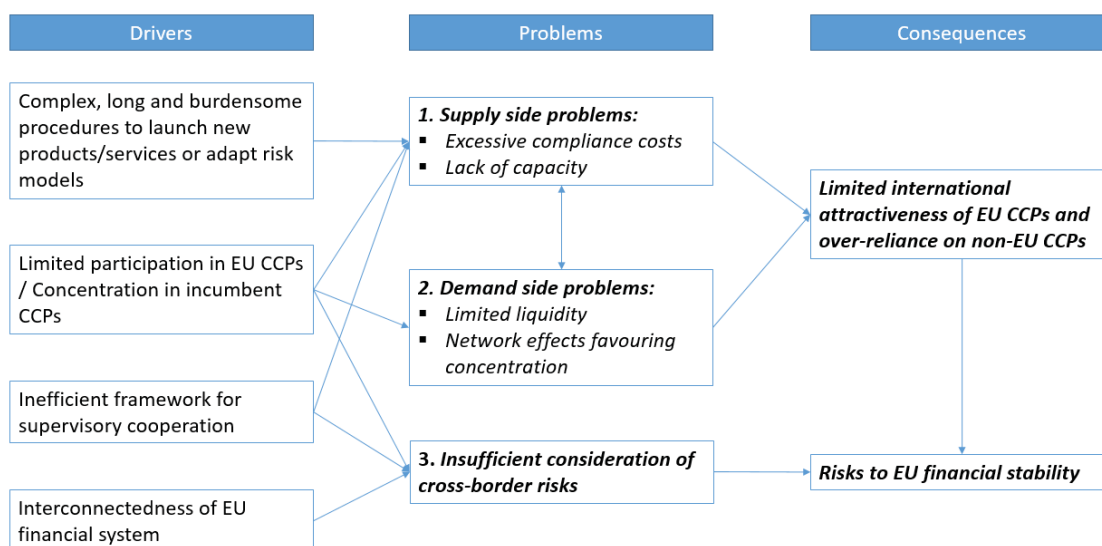 Drivers
Problems
Consequences
Complex, long and burdensome
procedures to launch new
products/services or adapt risk
models
Limited participation in EU CCPs
/ Concentration in incumbent
CCPs
Inefficient framework for
supervisory cooperation
Interconnectedness of EU
financial system
1. Supply side problems:
▪ Excessive compliance costs
▪ Lack of capacity
2. Demand side problems:
▪ Limited liquidity
▪ Network effects favouring
concentration
3. Insufficient consideration of
cross-border risks
Limited international
attractiveness of EU CCPs and
over-reliance on non-EU CCPs
Risks to EU financial stability